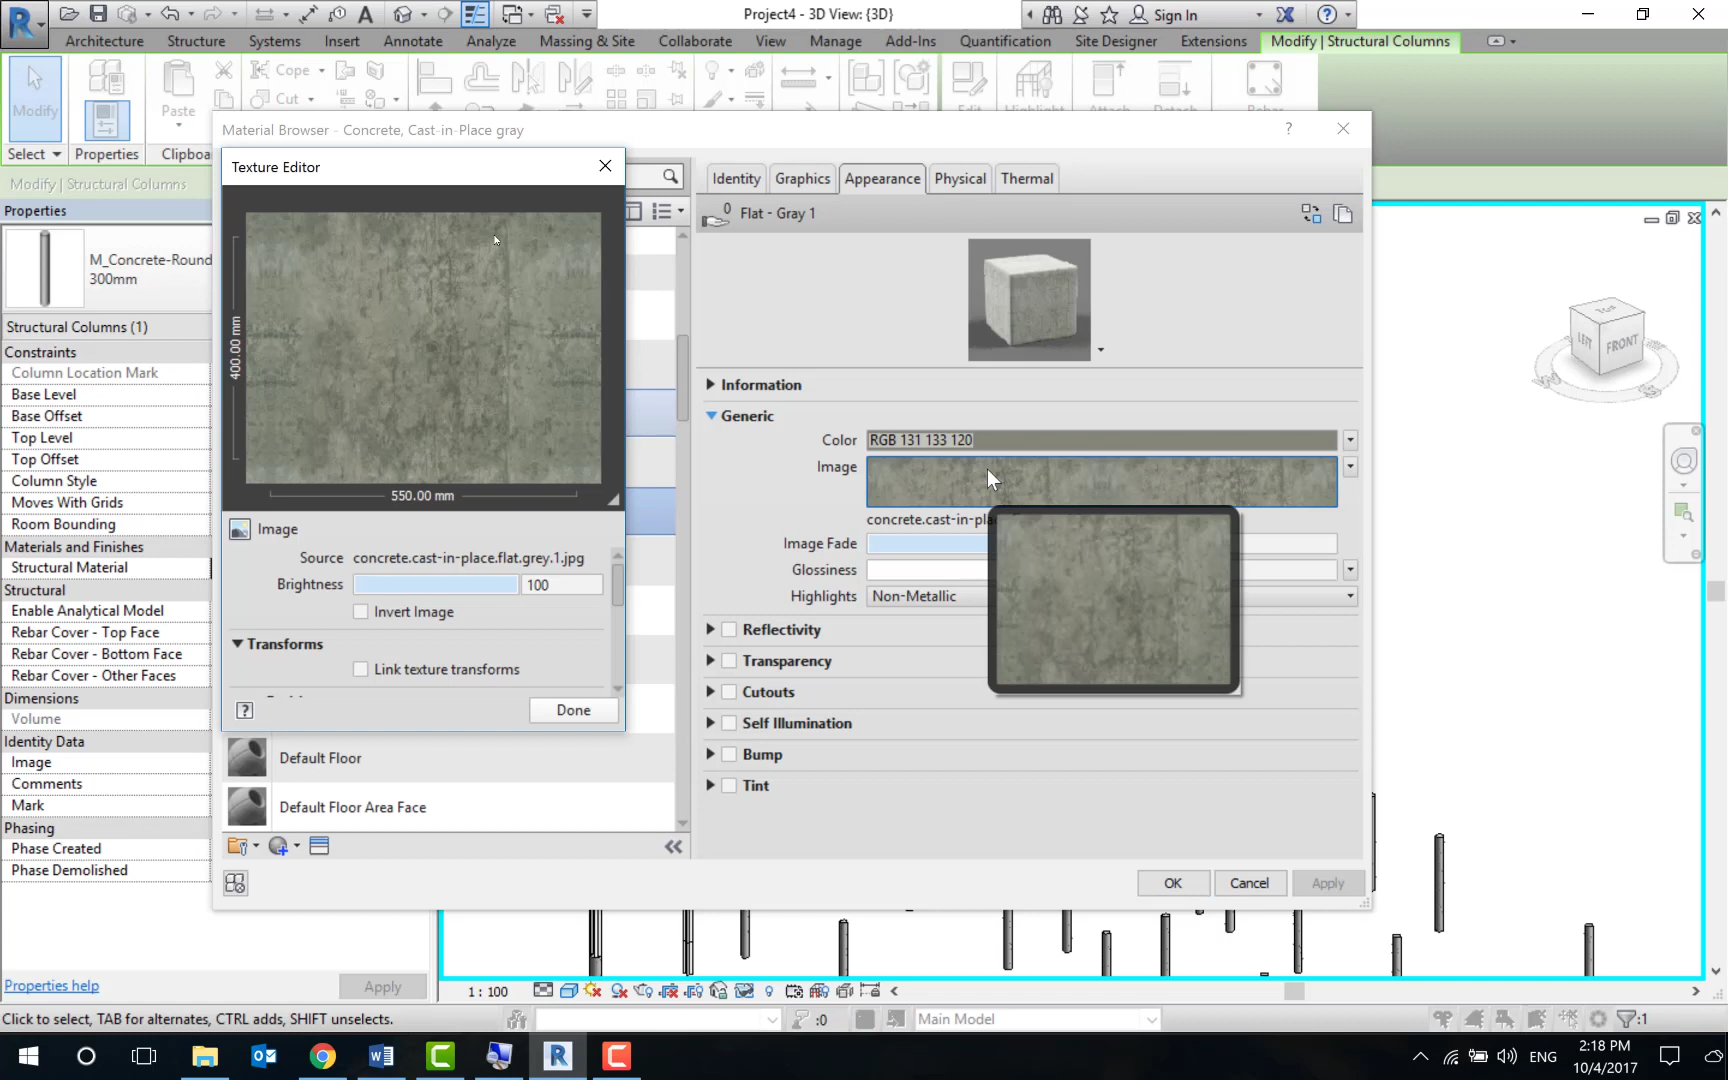 Project4 - 3D View: {3D}
Sign In
Architecture Structure Systems Insert Annotate Analyze Massing & Site Collaborate View Manage Add-Ins Quantification Site Designer Extensions Modify | Structural Columns
Modify
Paste
Cope
Cut
Select Properties
Modify | Structural Columns
Properties
M_Concrete-Round
300mm
Structural Columns (1)
Constraints
Column Location Mark
Base Level
Base Offset
Top Level
Top Offset
Column Style
Moves With Grids
Room Bounding
Materials and Finishes
Structural Material
Structural
Enable Analytical Model
Rebar Cover - Top Face
Rebar Cover - Bottom Face
Rebar Cover - Other Faces
Dimensions
Volume
Identity Data
Image
Comments
Mark
Phasing
Phase Created
Phase Demolished
Properties help
Apply
Material Browser - Concrete, Cast-in-Place gray
?
Texture Editor
400.00 mm
550.00 mm
Image
Source concrete.cast-in-place.flat.grey.1.jpg
Brightness 100
Invert Image
Transforms
Link texture transforms
?
Done
Default Floor
Default Floor Area Face
Identity Graphics Appearance Physical Thermal
0 Flat - Gray 1
Information
Generic
Color RGB 131 133 120
Image
Image Fade
Glossiness
Highlights Non-Metallic
Reflectivity
Transparency
Cutouts
Self Illumination
Bump
Tint
OK Cancel Apply
TOP
LEFT
FRONT
W
S
1 : 100
Click to select, TAB for alternates, CTRL adds, SHIFT unselects.
:0
Main Model
:1
ENG
2:18 PM
10/4/2017